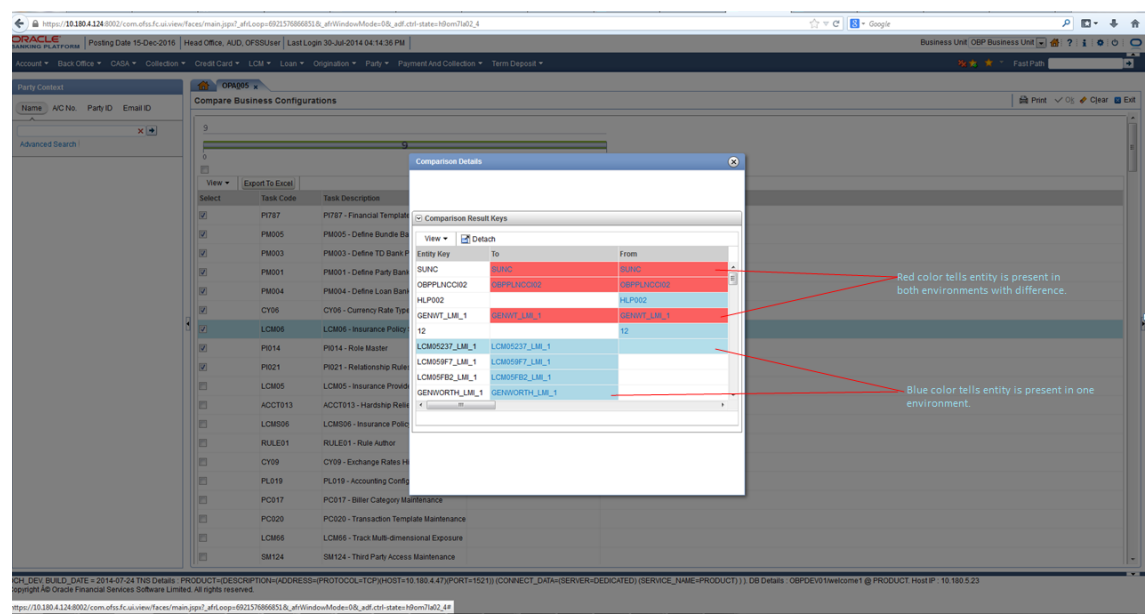 https://10.180.4.124:8002/com.ofss.fc.ui.view/faces/main.jspx?_afrLoop=6921576866851&_afrWindowMode=0&_adf.ctrl-state=h9om7la02_4
Google
ORACLE
BANKING PLATFORM
Posting Date 15-Dec-2016
Head Office, AUD, OFSSUser
Last Login 30-Jul-2014 04:14:36 PM
Business Unit OBP Business Unit
Account Back Office CASA Collection Credit Card LCM Loan Origination Party Payment And Collection Term Deposit
Fast Path
Party Context
OPA005
Name A/C No. Party ID Email ID
Compare Business Configurations
Print Ok Clear Exit
Advanced Search
9
9
0
View Export To Excel
Select Task Code Task Description
PI787 PI787 - Financial Template
PM005 PM005 - Define Bundle Ba
PM003 PM003 - Define TD Bank P
PM001 PM001 - Define Party Bank
PM004 PM004 - Define Loan Bank
CY06 CY06 - Currency Rate Type
LCM06 LCM06 - Insurance Policy
PI014 PI014 - Role Master
PI021 PI021 - Relationship Rule
LCM05 LCM05 - Insurance Provid
ACCT013 ACCT013 - Hardship Relie
LCMS06 LCMS06 - Insurance Polic
RULE01 RULE01 - Rule Author
CY09 CY09 - Exchange Rates Hi
PL019 PL019 - Accounting Config
PC017 PC017 - Biller Category Maintenance
PC020 PC020 - Transaction Template Maintenance
LCM66 LCM66 - Track Multi-dimensional Exposure
SM124 SM124 - Third Party Access Maintenance
Comparison Details
Comparison Result Keys
View Detach
Entity Key To From
SUNC SUNC SUNC
OBPPLNCCI02 OBPPLNCCI02 OBPPLNCCI02
HLP002 HLP002
GENWT_LMI_1 GENWT_LMI_1 GENWT_LMI_1
12 12
LCM05237_LMI_1 LCM05237_LMI_1
LCM059F7_LMI_1 LCM059F7_LMI_1
LCM05FB2_LMI_1 LCM05FB2_LMI_1
GENWORTH_LMI_1 GENWORTH_LMI_1
Red color tells entity is present in
both environments with difference.
Blue color tells entity is present in one
environment.
CH_DEV. BUILD_DATE = 2014-07-24 TNS Details : PRODUCT=(DESCRIPTION=(ADDRESS=(PROTOCOL=TCP)(HOST=10.180.4.47)(PORT=1521)) (CONNECT_DATA=(SERVER=DEDICATED) (SERVICE_NAME=PRODUCT) ) ). DB Details : OBPDEV01/welcome1 @ PRODUCT. Host IP : 10.180.5.23
opyright Â© Oracle Financial Services Software Limited. All rights reserved.
ttps://10.180.4.124:8002/com.ofss.fc.ui.view/faces/main.jspx?_afrLoop=6921576866851&_afrWindowMode=0&_adf.ctrl-state=h9om7la02_4#